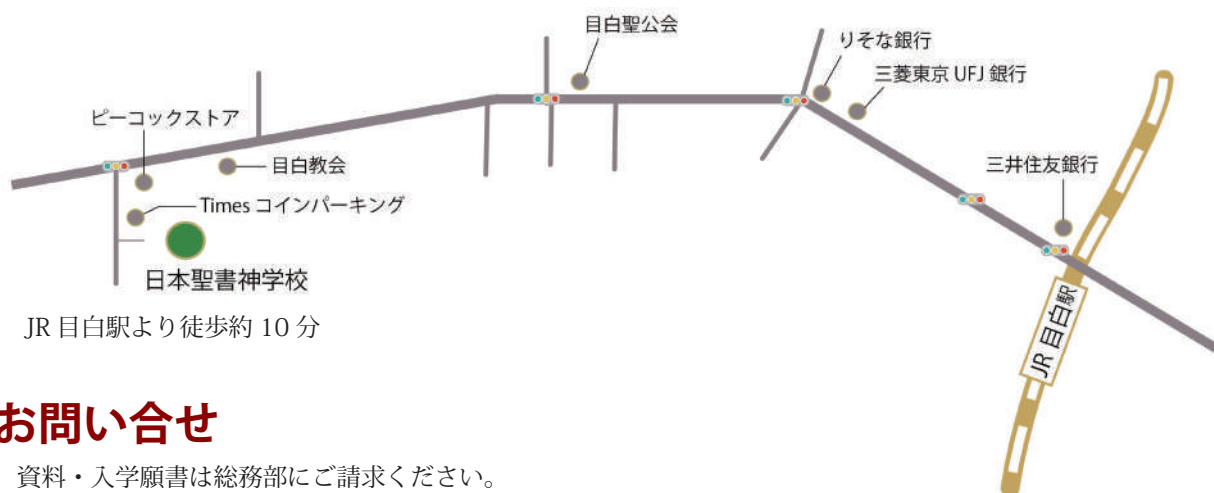 目白聖公会
りそな銀行
三菱東京 UFJ 銀行
ピーコックストア
目白教会
三井住友銀行
Times コインパーキング
日本聖書神学校
JR 目白駅
JR 目白駅より徒歩約 10 分
お問い合せ
資料・入学願書は総務部にご請求ください。